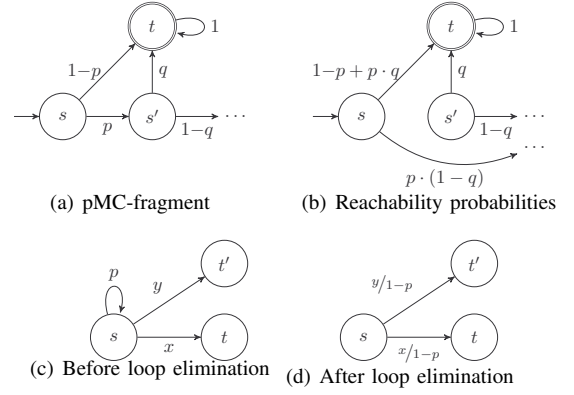 t
1
1−p
q
s
p
s′
1−q
···
(a) pMC-fragment
t
1
1−p + p · q
q
s
s′
1−q
···
···
p · (1 − q)
(b) Reachability probabilities
p
y
t′
s
x
t
(c) Before loop elimination
y/1−p
t′
s
x/1−p
t
(d) After loop elimination